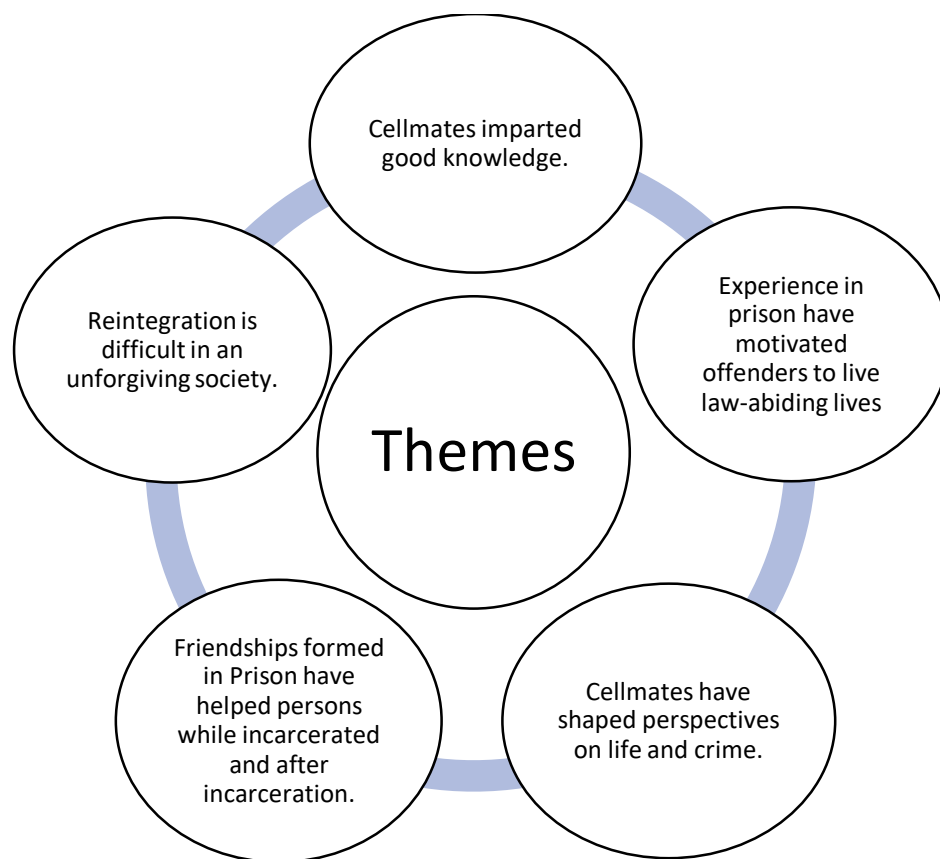 Cellmates imparted
good knowledge.
Experience in
prison have
motivated
offenders to live
law-abiding lives
Cellmates have
shaped perspectives
on life and crime.
Friendships formed
in Prison have
helped persons
while incarcerated
and after
incarceration.
Reintegration is
difficult in an
unforgiving society.
Themes